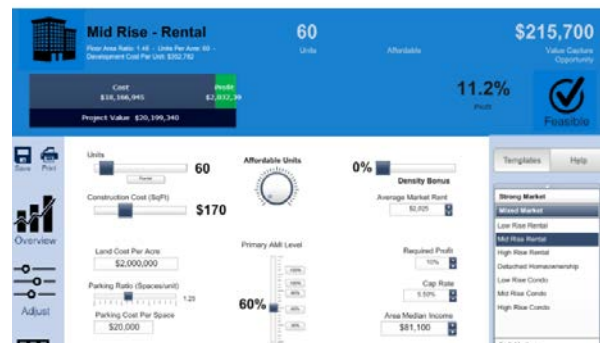 Mid Rise - Rental
Floor Area Ratio: 1.46 - Units Per Acre: 60 -
Development Cost Per Unit: $302,782
60
Units
Affordable
$215,700
Value Capture
Opportunity
Cost
$18,166,945
Profit
$2,032,39
Project Value $20,199,340
11.2%
Profit
Feasible
Save
Print
Overview
Adjust
Units
60
Construction Cost (SqFt)
$170
Land Cost Per Acre
$2,000,000
Parking Ratio (Spaces/unit)
1.25
Parking Cost Per Space
$20,000
Affordable Units
Primary AMI Level
60%
0%
Density Bonus
Average Market Rent
$2,025
Required Profit
10%
Cap Rate
5.50%
Area Median Income
$81,100
Templates
Help
Strong Market
Mixed Market
Low Rise Rental
Mid Rise Rental
High Rise Rental
Detached Homeownership
Low Rise Condo
Mid Rise Condo
High Rise Condo